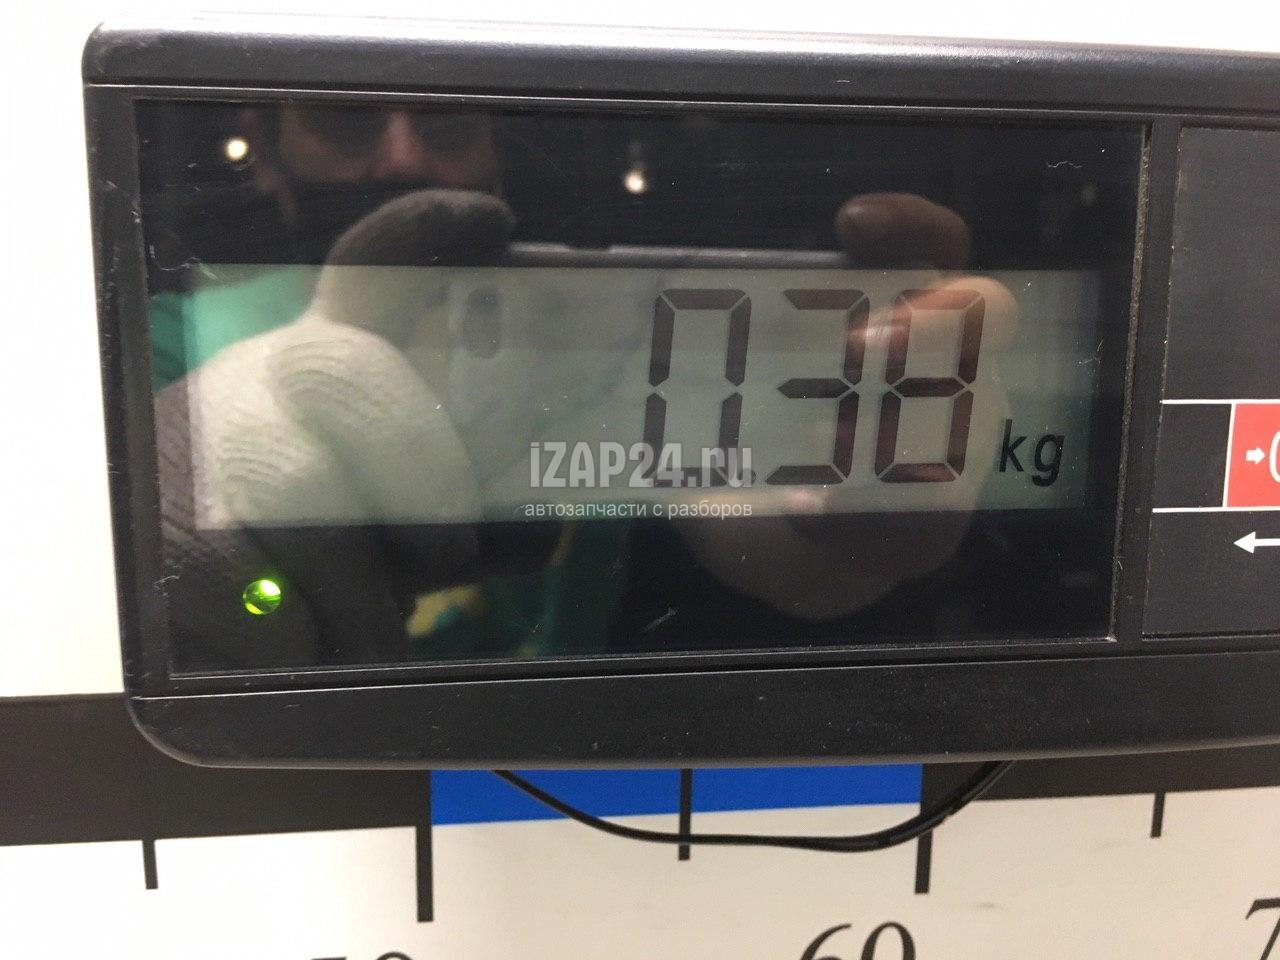 0.38 kg
iZAP24.ru
автозапчасти с разборов
60